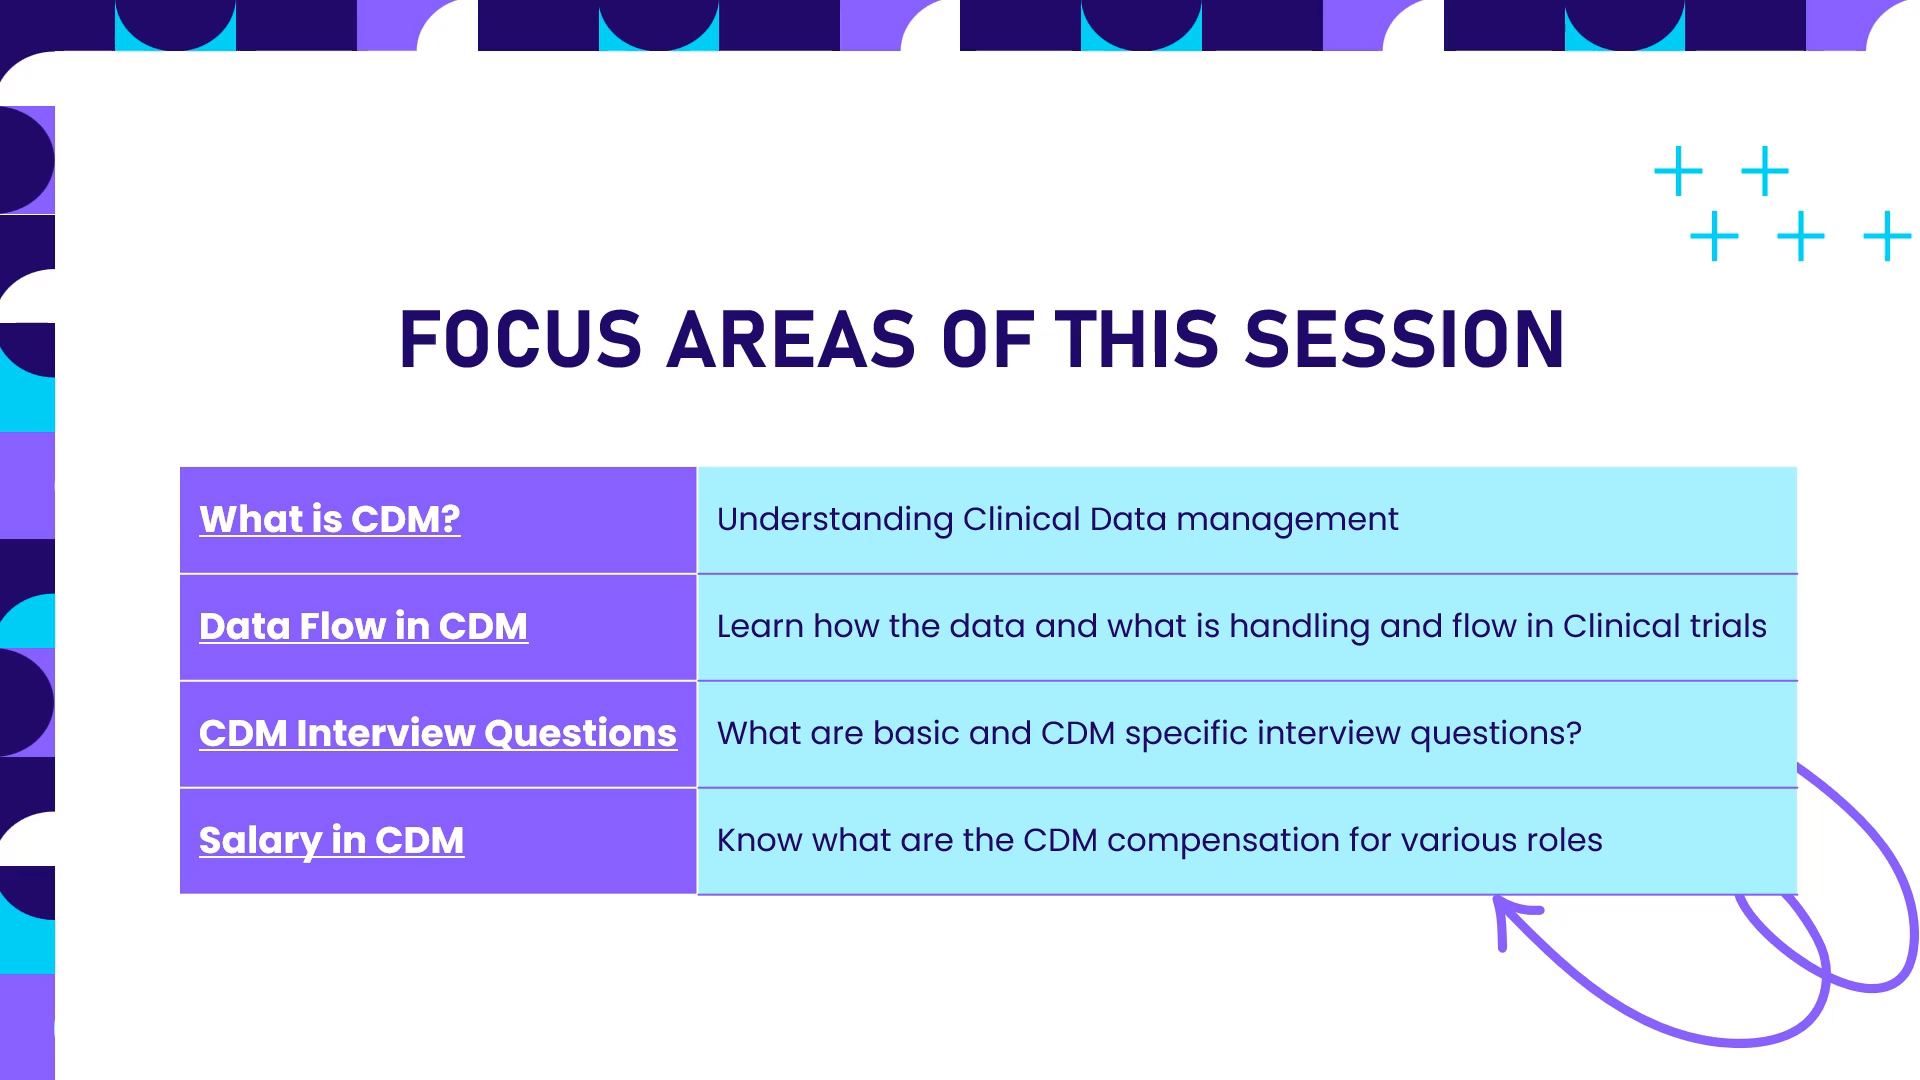 FOCUS AREAS OF THIS SESSION
What is CDM?
Understanding Clinical Data management
Data Flow in CDM
Learn how the data and what is handling and flow in Clinical trials
CDM Interview Questions
What are basic and CDM specific interview questions?
Salary in CDM
Know what are the CDM compensation for various roles